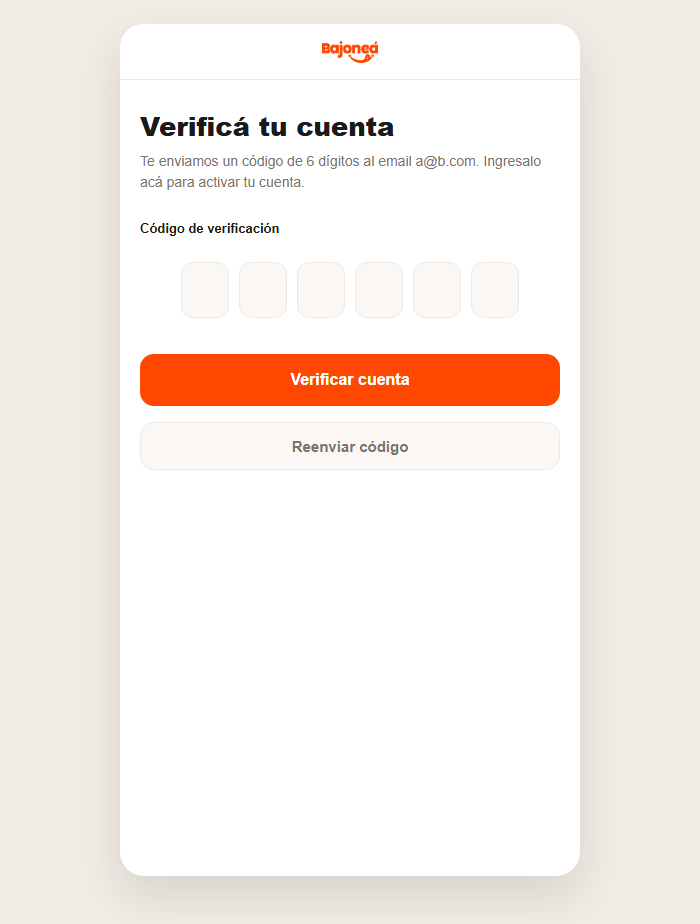 Bajoneá
Verificá tu cuenta
Te enviamos un código de 6 dígitos al email a@b.com. Ingresalo
acá para activar tu cuenta.
Código de verificación
Verificar cuenta
Reenviar código